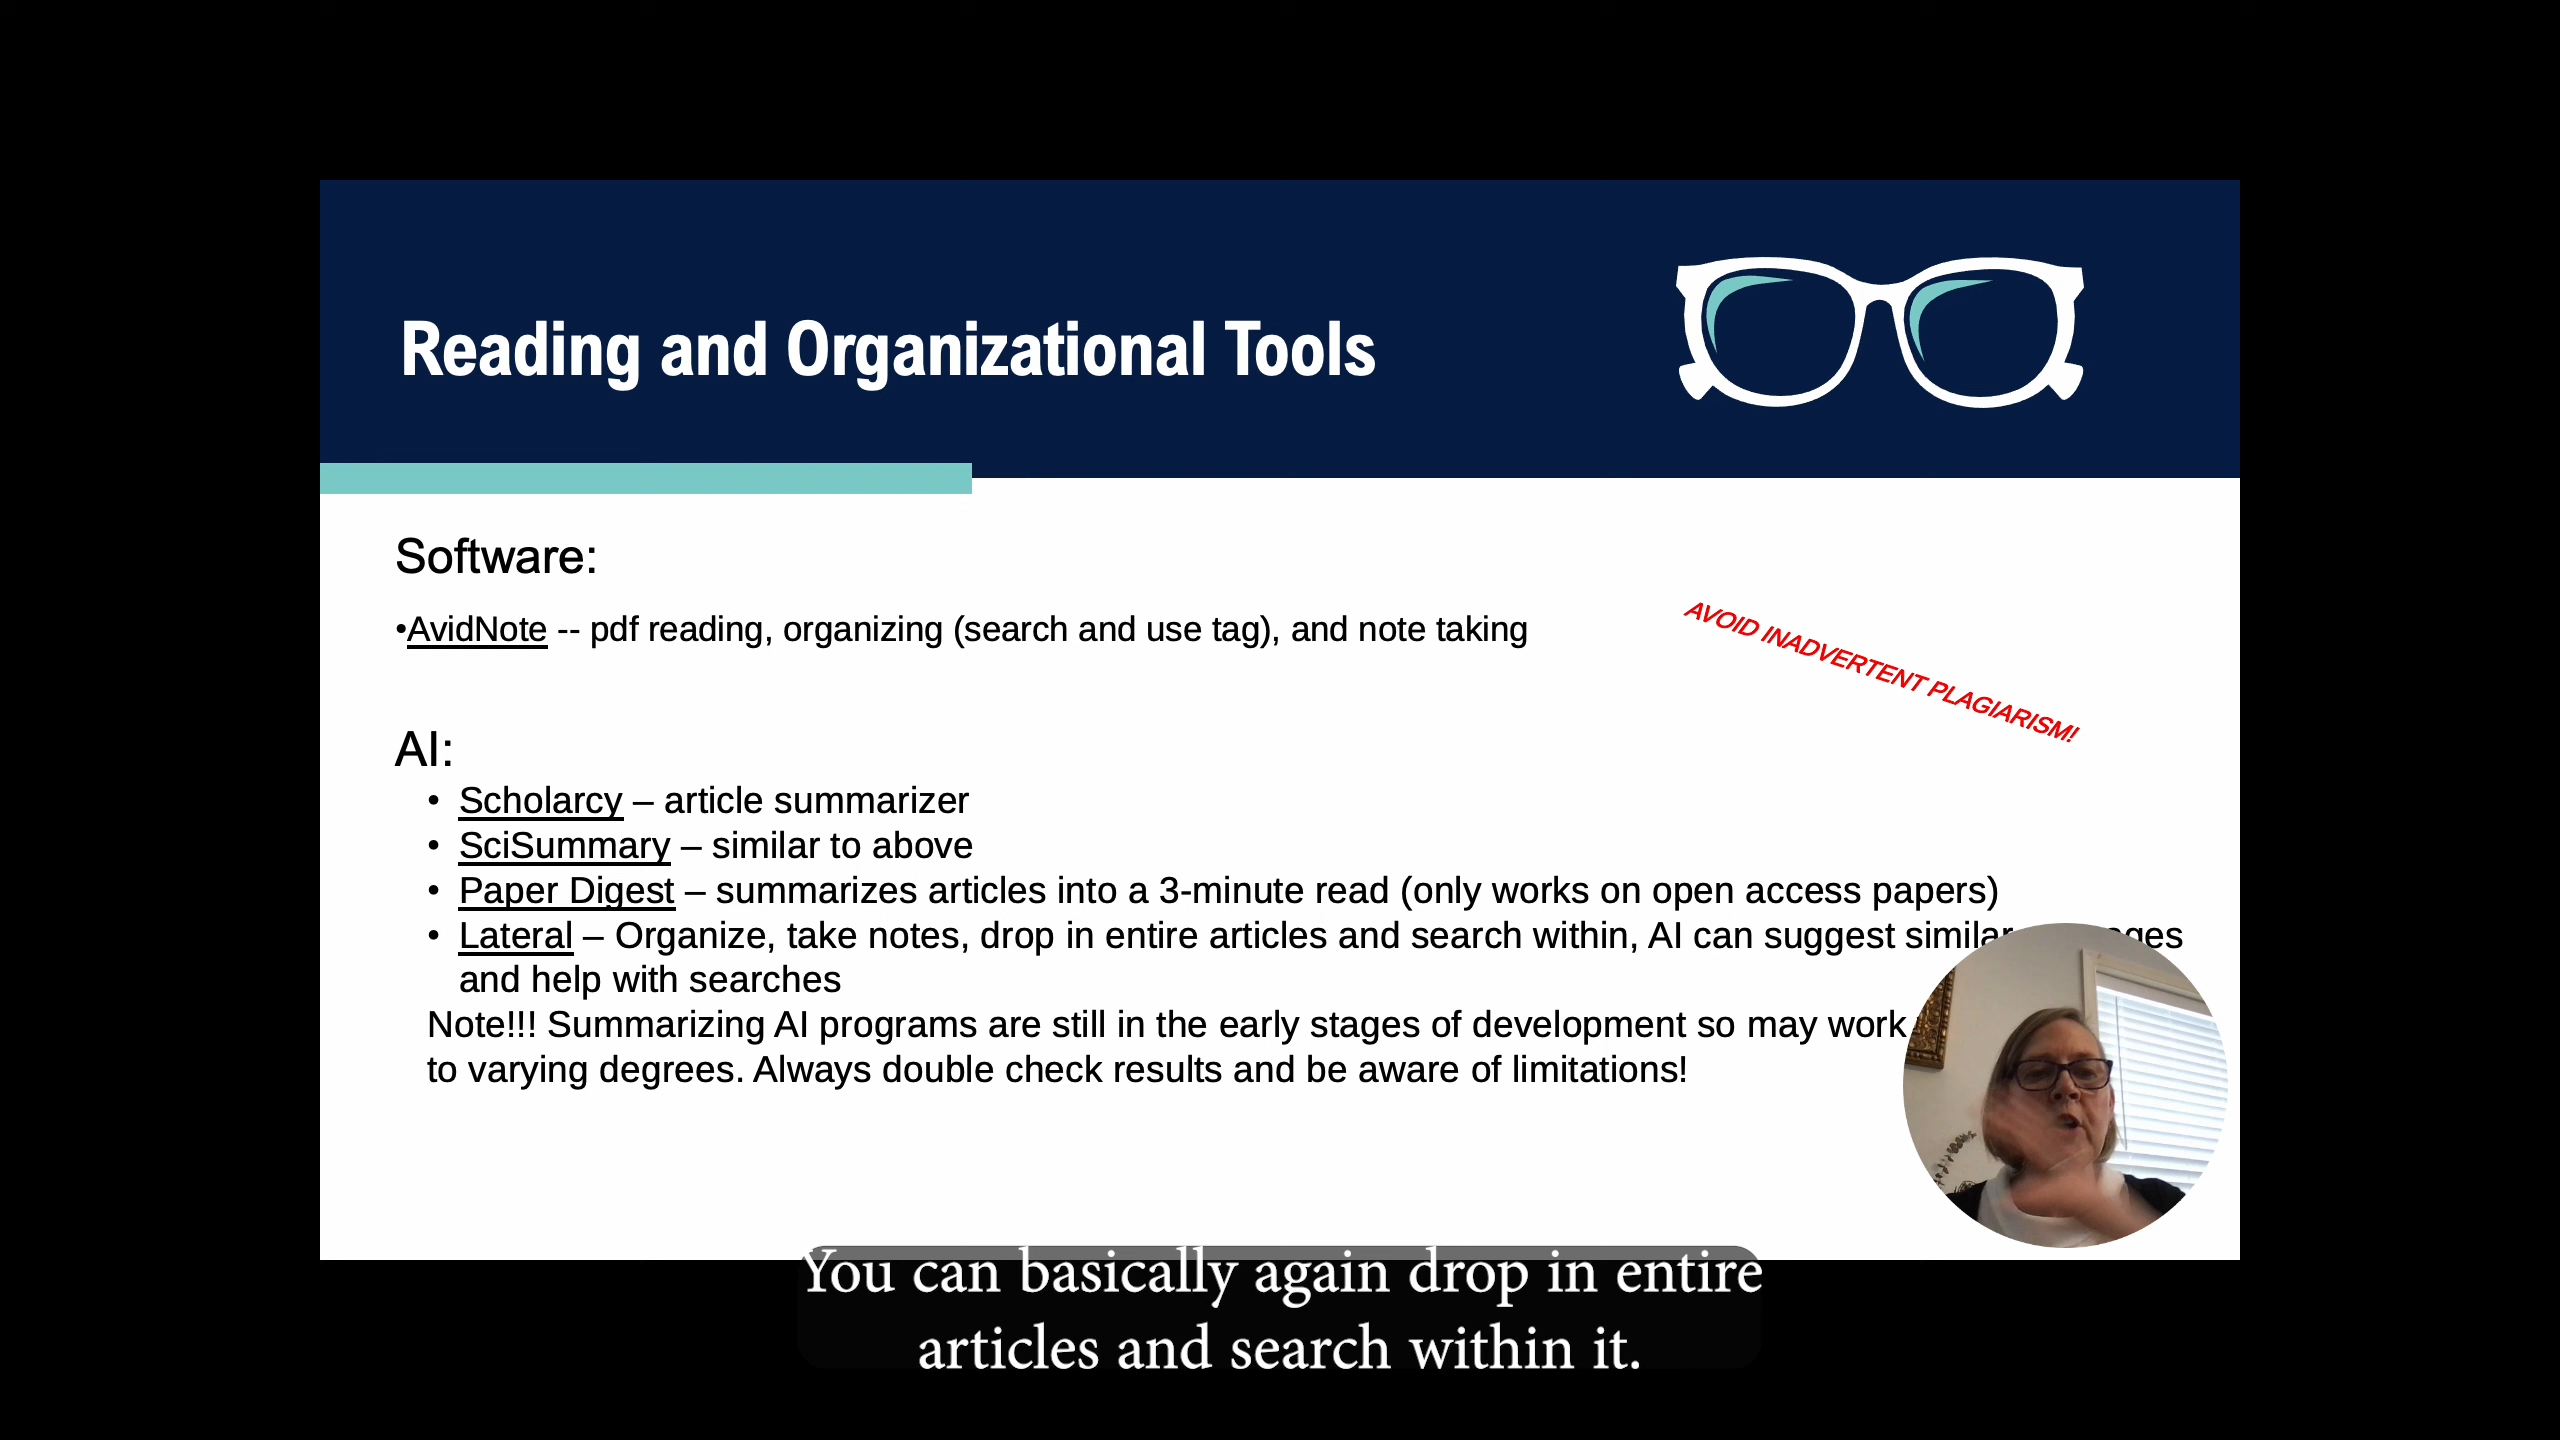 Reading and Organizational Tools
Software:
•AvidNote -- pdf reading, organizing (search and use tag), and note taking
AVOID INADVERTENT PLAGIARISM!
AI:
• Scholarcy – article summarizer
• SciSummary – similar to above
• Paper Digest – summarizes articles into a 3-minute read (only works on open access papers)
• Lateral – Organize, take notes, drop in entire articles and search within, AI can suggest similar
and help with searches
Note!!! Summarizing AI programs are still in the early stages of development so may work
to varying degrees. Always double check results and be aware of limitations!
You can basically again drop in entire
articles and search within it.